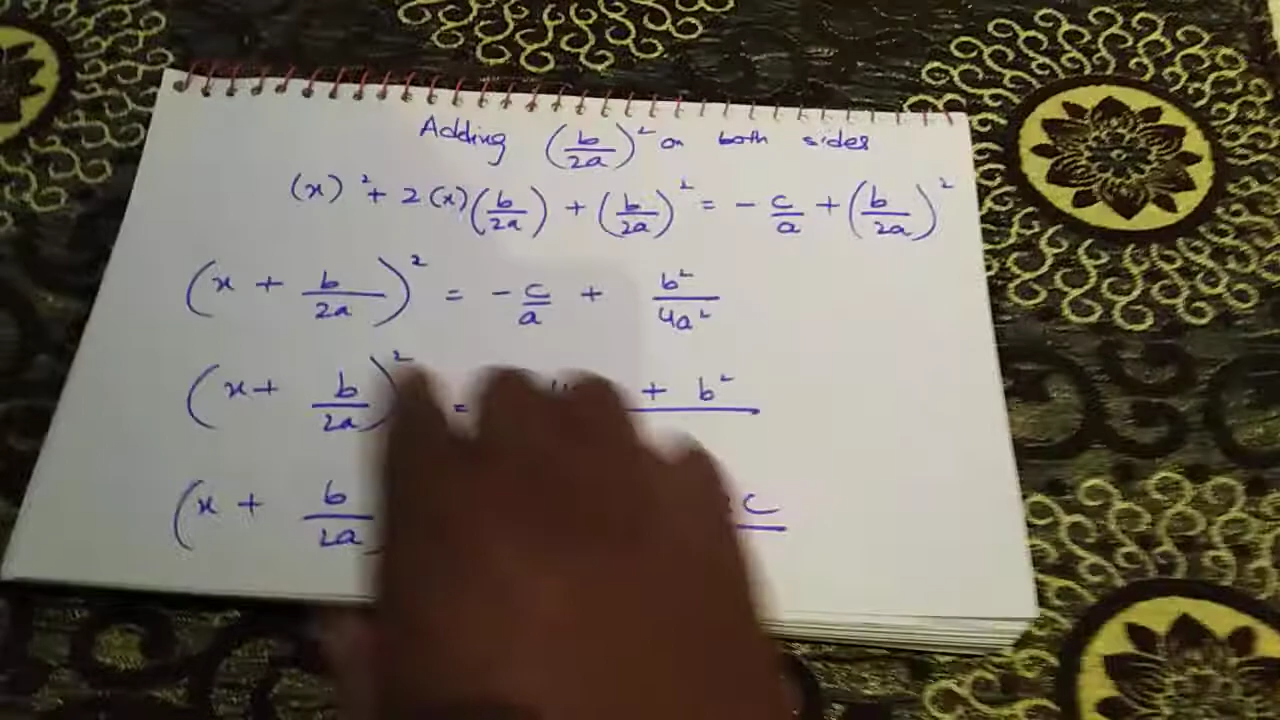 Adding (b/2a)² on both sides
(x)² + 2(x)(b/2a) + (b/2a)² = - c/a + (b/2a)²
(x + b/2a)² = - c/a + b²/4a²
(x + b/2a)² = + b²
(x + b/2a c